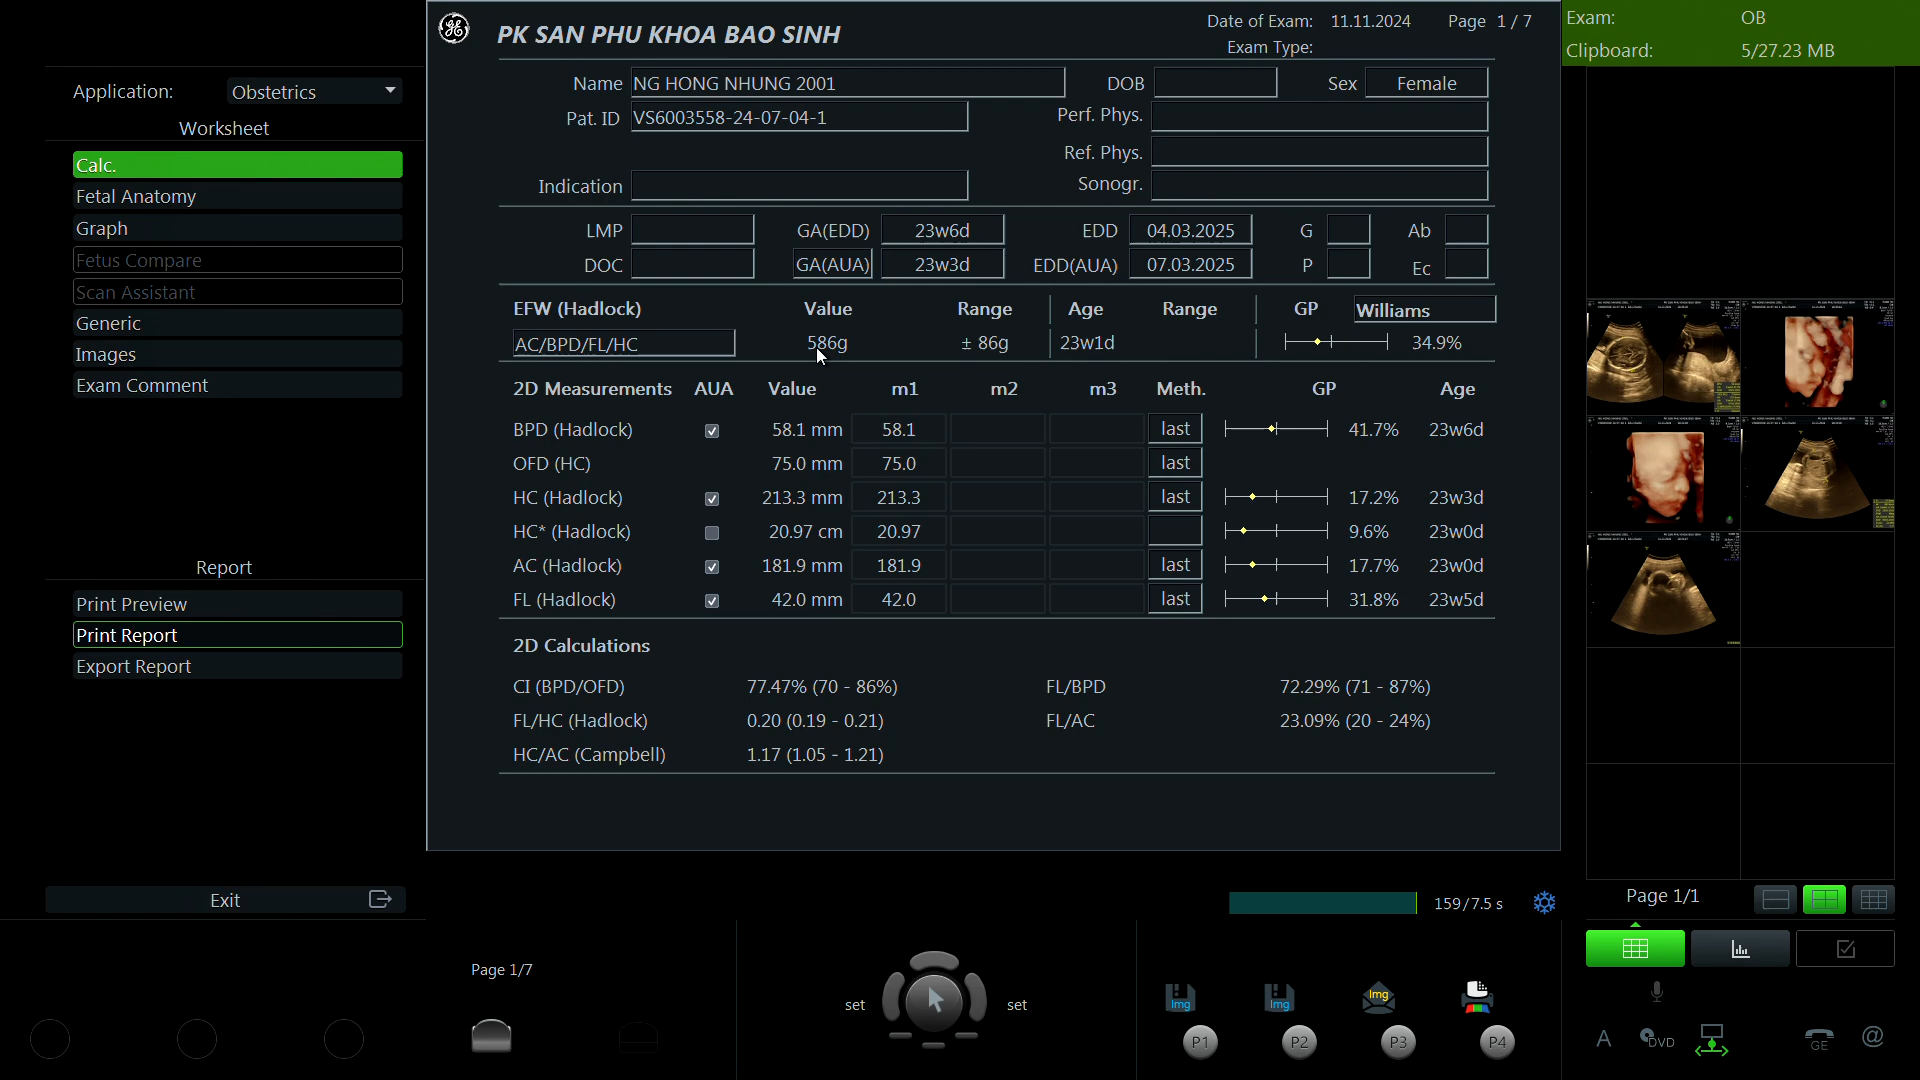 PK SAN PHU KHOA BAO SINH
Date of Exam: 11.11.2024 Page 1 / 7
Exam Type:
Exam: OB
Clipboard: 5/27.23 MB
Application: Obstetrics
Worksheet
Calc.
Fetal Anatomy
Graph
Fetus Compare
Scan Assistant
Generic
Images
Exam Comment
Report
Print Preview
Print Report
Export Report
Exit
Name NG HONG NHUNG 2001 DOB Sex Female
Pat. ID VS6003558-24-07-04-1 Perf. Phys.
Ref. Phys.
Indication Sonogr.
LMP GA(EDD) 23w6d EDD 04.03.2025 G Ab
DOC GA(AUA) 23w3d EDD(AUA) 07.03.2025 P Ec
EFW (Hadlock) Value Range Age Range GP Williams
AC/BPD/FL/HC 586g ± 86g 23w1d 34.9%
2D Measurements AUA Value m1 m2 m3 Meth. GP Age
BPD (Hadlock) 58.1 mm 58.1 last 41.7% 23w6d
OFD (HC) 75.0 mm 75.0 last
HC (Hadlock) 213.3 mm 213.3 last 17.2% 23w3d
HC* (Hadlock) 20.97 cm 20.97 9.6% 23w0d
AC (Hadlock) 181.9 mm 181.9 last 17.7% 23w0d
FL (Hadlock) 42.0 mm 42.0 last 31.8% 23w5d
2D Calculations
CI (BPD/OFD) 77.47% (70 - 86%) FL/BPD 72.29% (71 - 87%)
FL/HC (Hadlock) 0.20 (0.19 - 0.21) FL/AC 23.09% (20 - 24%)
HC/AC (Campbell) 1.17 (1.05 - 1.21)
159/7.5 s
Page 1/1
Page 1/7
set set
Img Img Img
P1 P2 P3 P4
A DVD GE @